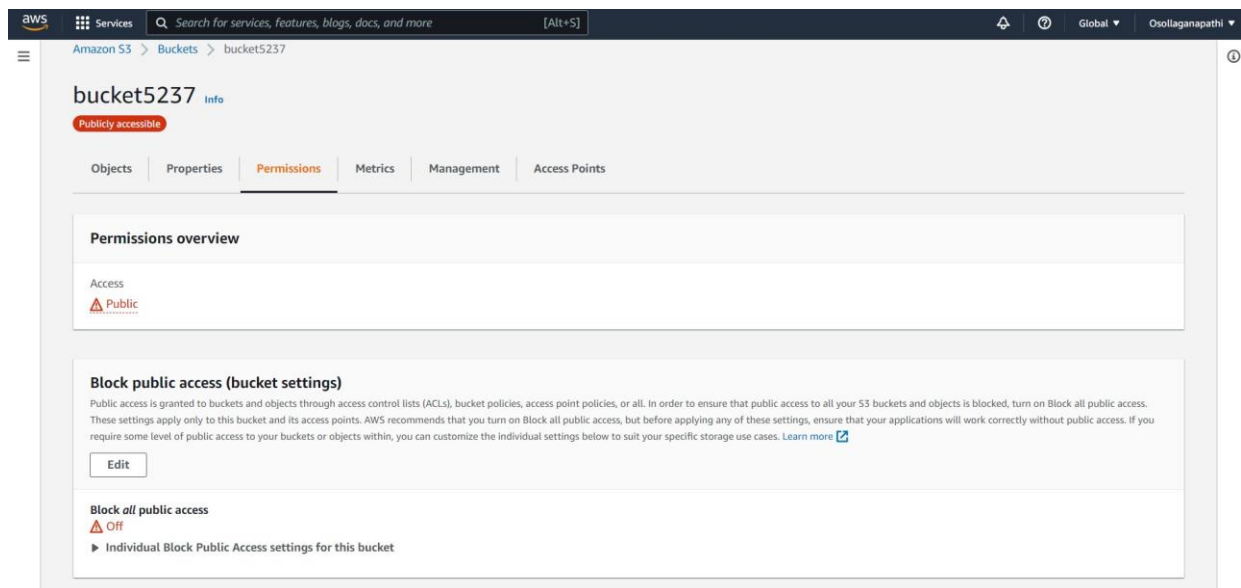 aws Services Search for services, features, blogs, docs, and more [Alt+S] Global Osollaganapathi
Amazon S3 > Buckets > bucket5237
bucket5237 Info
Publicly accessible
Objects Properties Permissions Metrics Management Access Points
Permissions overview
Access
Public
Block public access (bucket settings)
Public access is granted to buckets and objects through access control lists (ACLs), bucket policies, access point policies, or all. In order to ensure that public access to all your S3 buckets and objects is blocked, turn on Block all public access.
These settings apply only to this bucket and its access points. AWS recommends that you turn on Block all public access, but before applying any of these settings, ensure that your applications will work correctly without public access. If you
require some level of public access to your buckets or objects within, you can customize the individual settings below to suit your specific storage use cases. Learn more
Edit
Block all public access
Off
Individual Block Public Access settings for this bucket